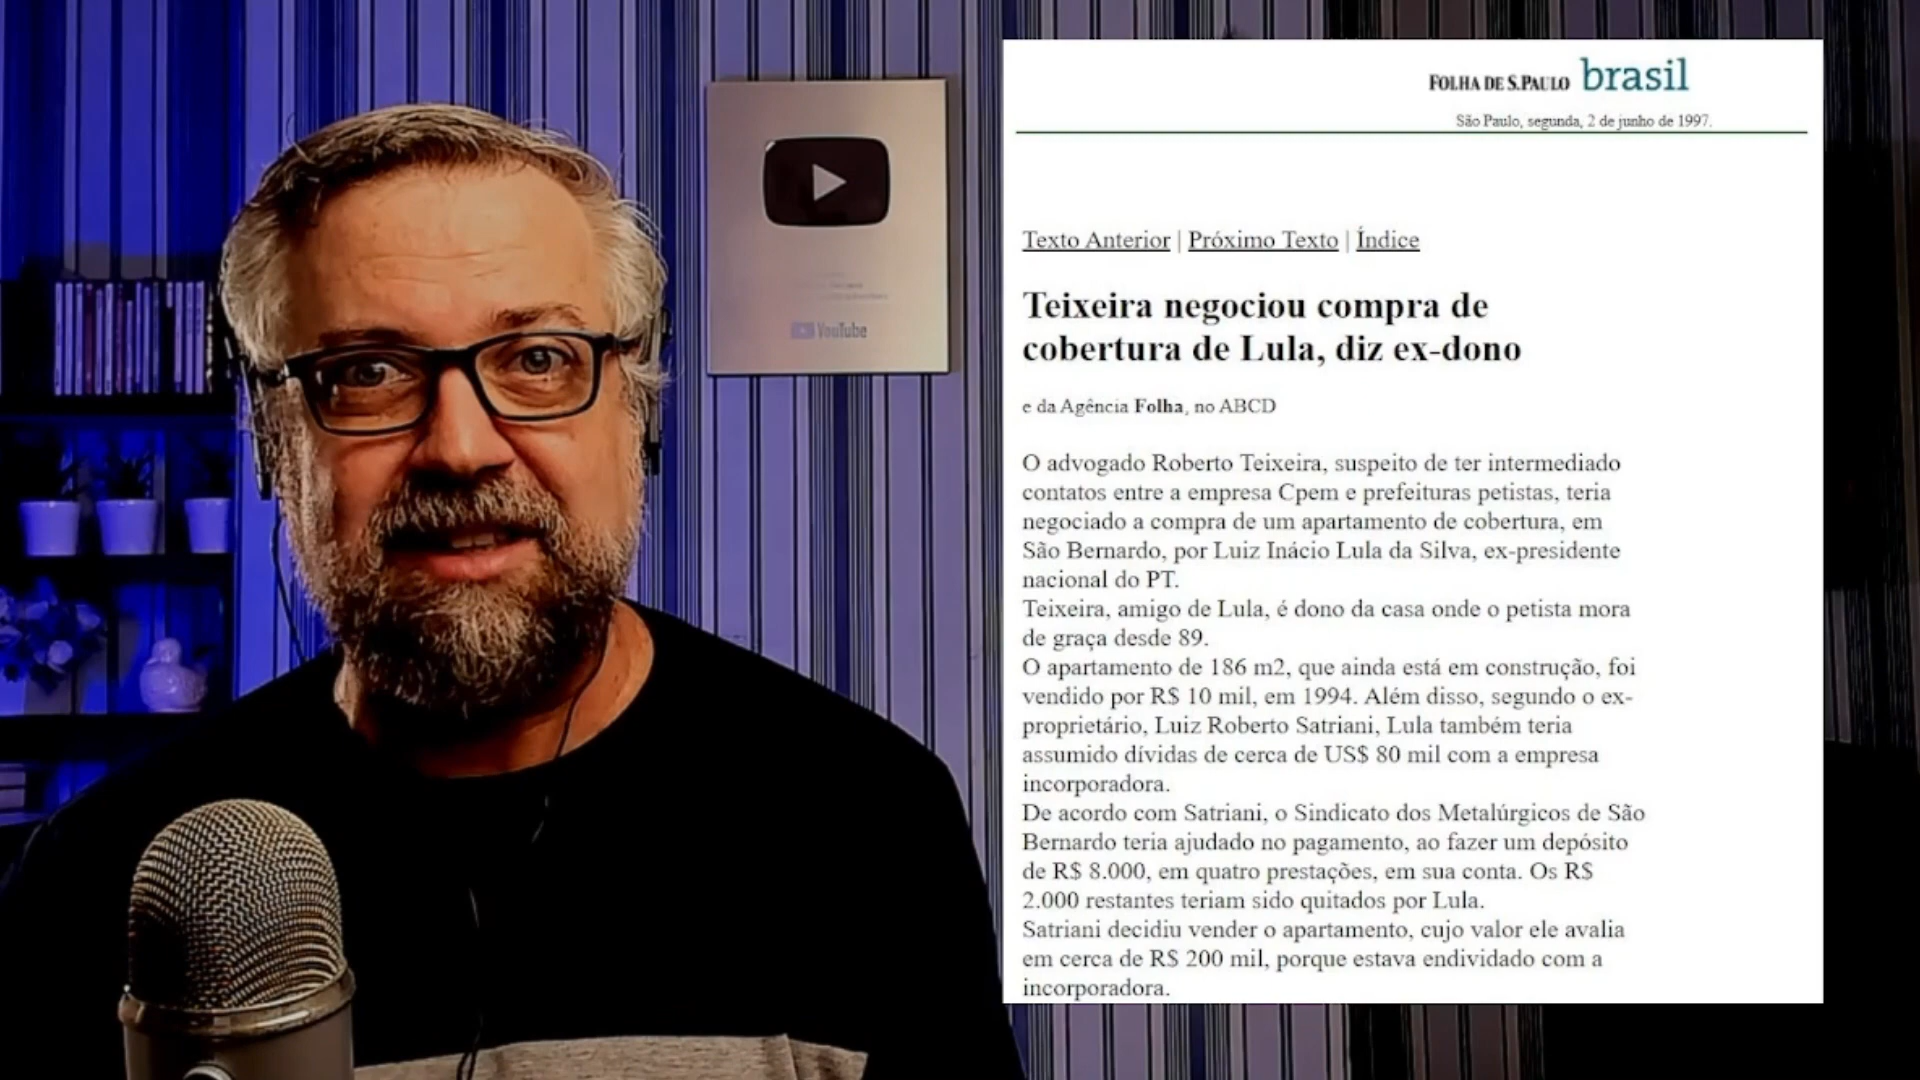 FOLHA DE S.PAULO brasil
São Paulo, segunda, 2 de junho de 1997.
Texto Anterior | Próximo Texto | Índice
Teixeira negociou compra de
cobertura de Lula, diz ex-dono
e da Agência Folha, no ABCD
O advogado Roberto Teixeira, suspeito de ter intermediado
contatos entre a empresa Cpem e prefeituras petistas, teria
negociado a compra de um apartamento de cobertura, em
São Bernardo, por Luiz Inácio Lula da Silva, ex-presidente
nacional do PT.
Teixeira, amigo de Lula, é dono da casa onde o petista mora
de graça desde 89.
O apartamento de 186 m2, que ainda está em construção, foi
vendido por R$ 10 mil, em 1994. Além disso, segundo o ex-
proprietário, Luiz Roberto Satriani, Lula também teria
assumido dívidas de cerca de US$ 80 mil com a empresa
incorporadora.
De acordo com Satriani, o Sindicato dos Metalúrgicos de São
Bernardo teria ajudado no pagamento, ao fazer um depósito
de R$ 8.000, em quatro prestações, em sua conta. Os R$
2.000 restantes teriam sido quitados por Lula.
Satriani decidiu vender o apartamento, cujo valor ele avalia
em cerca de R$ 200 mil, porque estava endividado com a
incorporadora.
YouTube